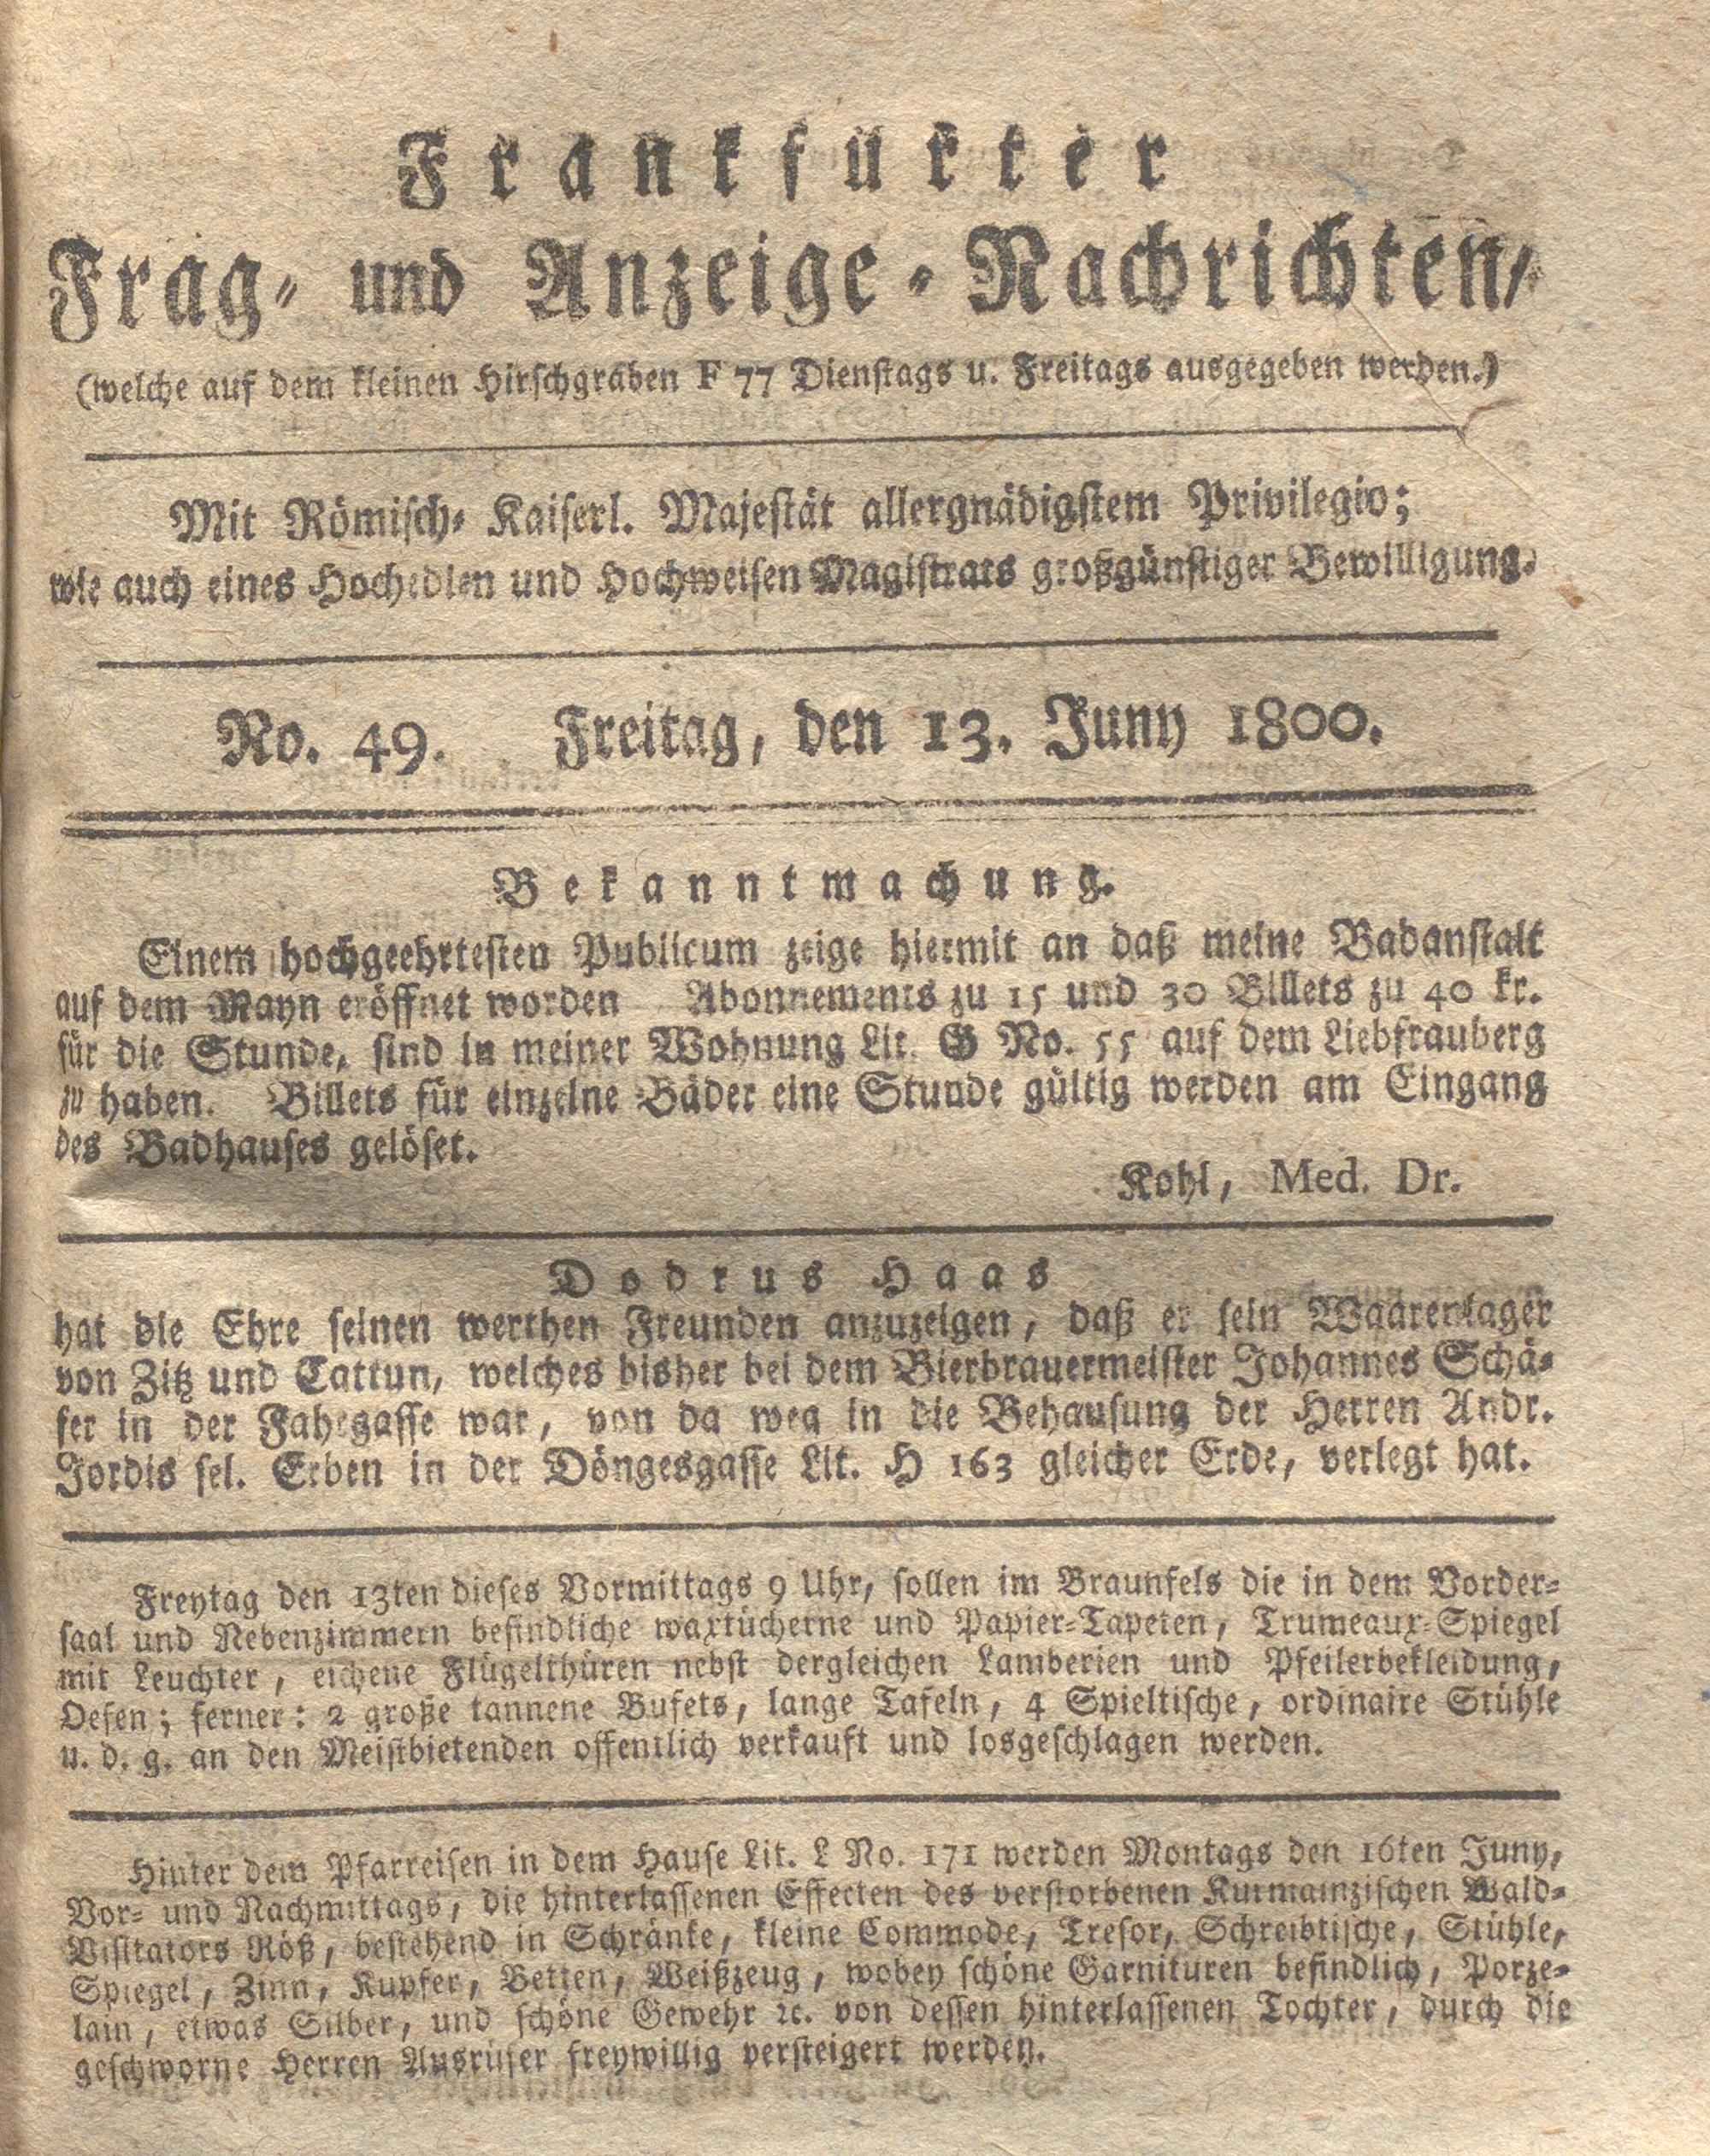 Frankfurter
Frag- und Anzeige-Nachrichten,
(welche auf dem kleinen Hirschgraben F 77 Dienstags u. Freitags ausgegeben werden.)
Mit Römisch-Kaiserl. Majestät allergnädigstem Privilegio;
wie auch eines Hochedlen und Hochweisen Magistrats großgünstiger Bewilligung.
No. 49. Freitag, den 13. Juny 1800.
Bekanntmachung.
Einem hochgeehrtesten Publicum zeige hiermit an daß meine Badanstalt
auf dem Mayn eröffnet worden Abonnements zu 15 und 30 Billets zu 40 kr.
für die Stunde, sind in meiner Wohnung Lit. G No. 55 auf dem Liebfrauberg
zu haben. Billets für einzelne Bäder eine Stunde gültig werden am Eingang
des Badhauses gelöset.
Kohl, Med. Dr.
Dodrus Haas
hat die Ehre seinen werthen Freunden anzuzeigen, daß er sein Waarenlager
von Zitz und Cattun, welches bisher bei dem Bierbrauermeister Johannes Schä-
fer in der Fahrgasse war, von da weg in die Behausung der Herren Andr.
Jordis sel. Erben in der Döngesgasse Lit. H 163 gleicher Erde, verlegt hat.
Freytag den 13ten dieses Vormittags 9 Uhr, sollen im Braunfels die in dem Vorder-
saal und Nebenzimmern befindliche waxtücherne und Papier-Tapeten, Trumeaux-Spiegel
mit Leuchter, eichene Flügelthüren nebst dergleichen Lamberien und Pfeilerbekleidung,
Oefen; ferner: 2 große tannene Bufets, lange Tafeln, 4 Spieltische, ordinaire Stühle
u. d. g. an den Meistbietenden offentlich verkauft und losgeschlagen werden.
Hinter dem Pfarreisen in dem Hause Lit. L No. 171 werden Montags den 16ten Juny,
Vor- und Nachmittags, die hinterlassenen Effecten des verstorbenen Kurmainzischen Wald-
Visitators Röß, bestehend in Schränke, kleine Commode, Tresor, Schreibtische, Stühle,
Spiegel, Zinn, Kupfer, Betten, Weißzeug, wobey schöne Garnituren befindlich, Porze-
lain, etwas Silber, und schöne Gewehr ꝛc. von dessen hinterlassenen Tochter, durch die
geschworne Herren Ausrüfer freywillig versteigert werden.